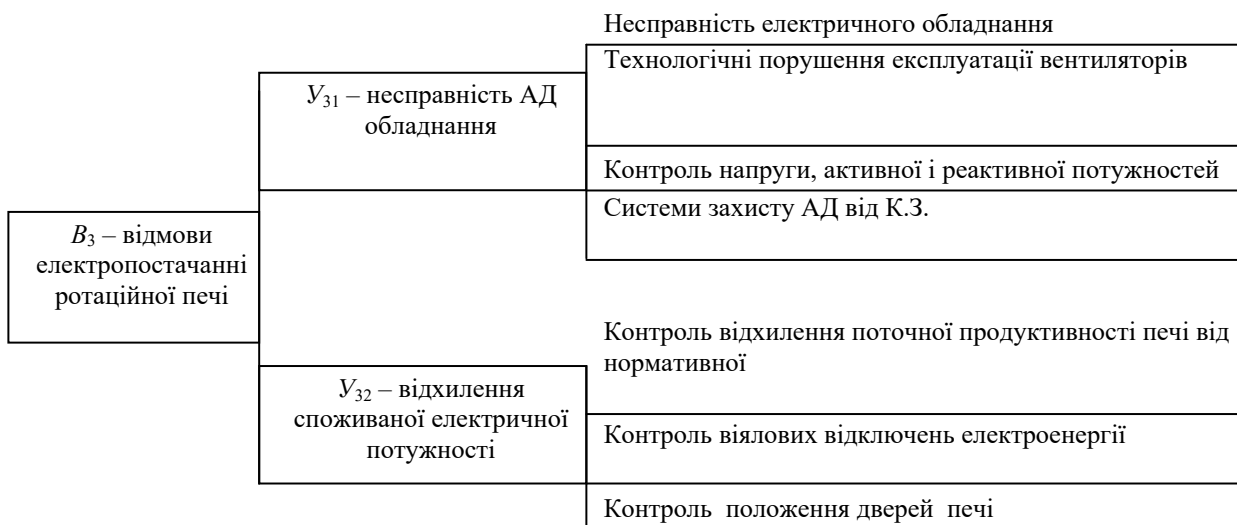 Несправність електричного обладнання
Технологічні порушення експлуатації вентиляторів
У31 – несправність АД
обладнання
Контроль напруги, активної і реактивної потужностей
Системи захисту АД від К.З.
В3 – відмови
електропостачанні
ротаційної печі
Контроль відхилення поточної продуктивності печі від
нормативної
У32 – відхилення
споживаної електричної
потужності
Контроль віялових відключень електроенергії
Контроль положення дверей печі